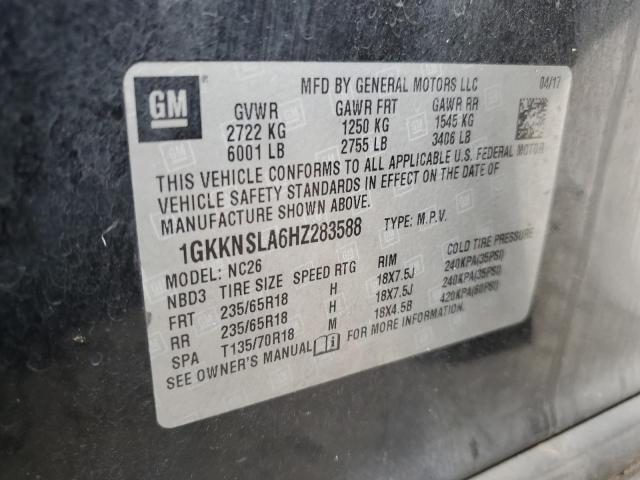 GM
MFD BY GENERAL MOTORS LLC 04/17
GVWR GAWR FRT GAWR RR
2722 KG 1250 KG 1545 KG
6001 LB 2755 LB 3406 LB
THIS VEHICLE CONFORMS TO ALL APPLICABLE U.S. FEDERAL MOTOR
VEHICLE SAFETY STANDARDS IN EFFECT ON THE DATE OF
MANUFACTURE SHOWN ABOVE.
1GKKNSLA6HZ283588 TYPE: M.P.V.
MODEL: NC26
NBD3 TIRE SIZE SPEED RTG RIM COLD TIRE PRESSURE
FRT 235/65R18 H 18X7.5J 240KPA(35PSI)
RR 235/65R18 H 18X7.5J 240KPA(35PSI)
SPA T135/70R18 M 18X4.5B 420KPA(60PSI)
SEE OWNER'S MANUAL FOR MORE INFORMATION.